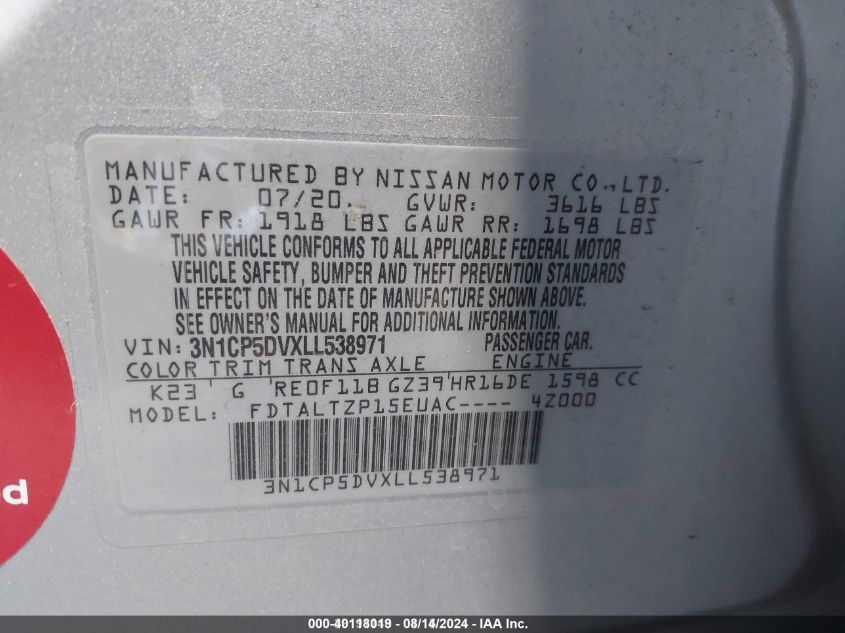 MANUFACTURED BY NISSAN MOTOR CO., LTD.
DATE: 07/20. GVWR: 3616 LBS
GAWR FR: 1918 LBS GAWR RR: 1698 LBS
THIS VEHICLE CONFORMS TO ALL APPLICABLE FEDERAL MOTOR
VEHICLE SAFETY, BUMPER AND THEFT PREVENTION STANDARDS
IN EFFECT ON THE DATE OF MANUFACTURE SHOWN ABOVE.
SEE OWNER'S MANUAL FOR ADDITIONAL INFORMATION.
VIN: 3N1CP5DVXLL538971 PASSENGER CAR.
COLOR TRIM TRANS AXLE ENGINE
K23 G RE0F11B GZ39 HR16DE 1598 CC
MODEL: FDTALTZP15EUAC---- 4Z000
3N1CP5DVXLL538971
000-40118019 - 08/14/2024 - IAA Inc.